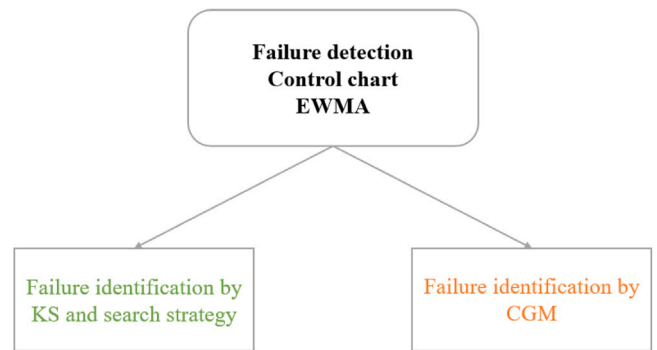 Failure detection
Control chart
EWMA
Failure identification by
KS and search strategy
Failure identification by
CGM